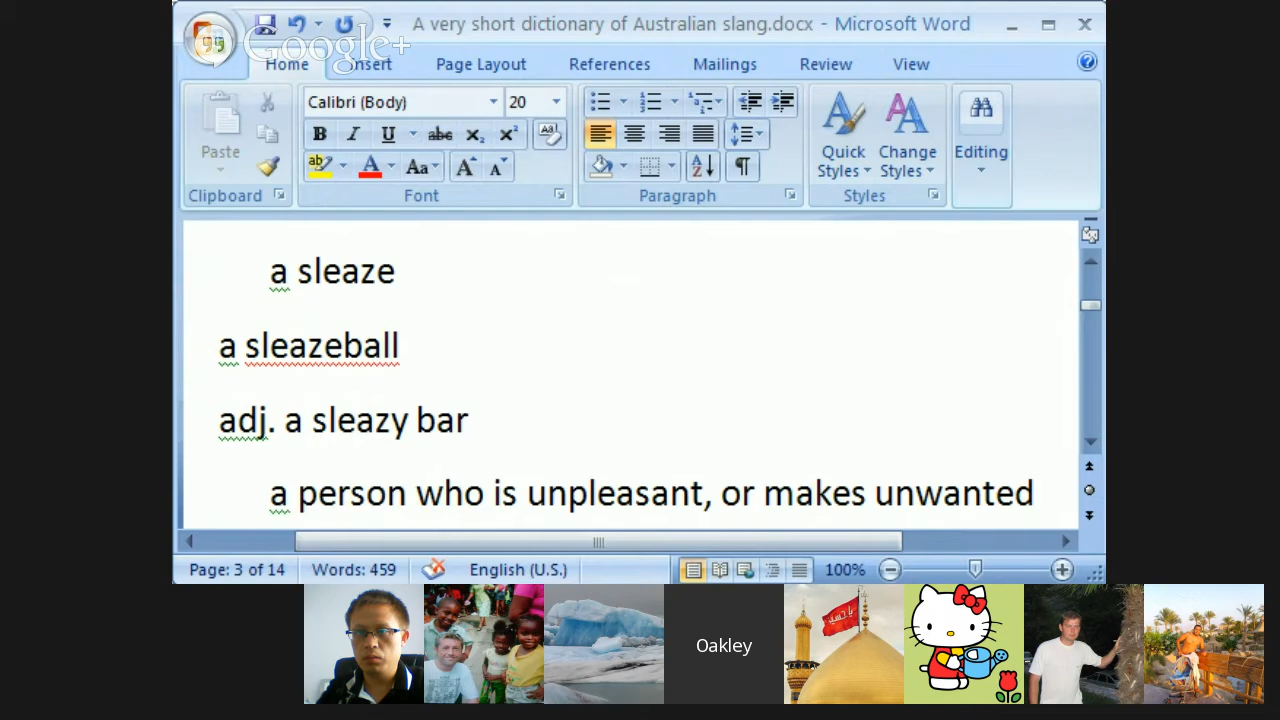 A very short dictionary of Australian slang.docx - Microsoft Word
Google+
Home Insert Page Layout References Mailings Review View
Calibri (Body) 20
Paste
Quick Styles
Change Styles
Editing
Clipboard Font Paragraph Styles
a sleaze
a sleazeball
adj. a sleazy bar
a person who is unpleasant, or makes unwanted
Page: 3 of 14 Words: 459 English (U.S.) 100%
Oakley